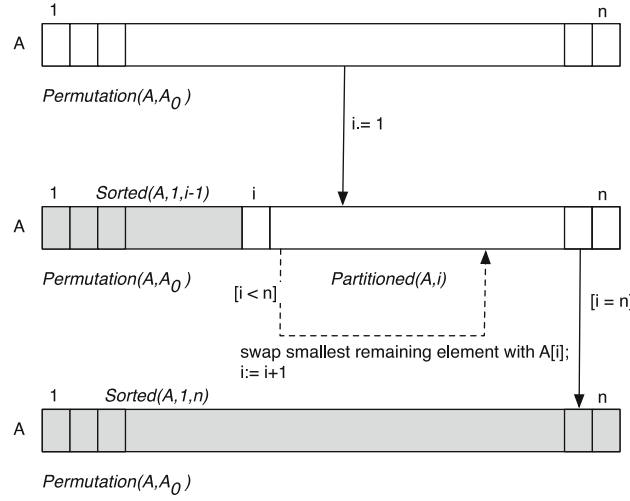 1 n
A
Permutation(A,A0 )
i.= 1
1 Sorted(A,1,i-1) i n
A
Permutation(A,A0 ) Partitioned(A,i)
[i < n] [i = n]
swap smallest remaining element with A[i];
i:= i+1
1 Sorted(A,1,n) n
A
Permutation(A,A0 )